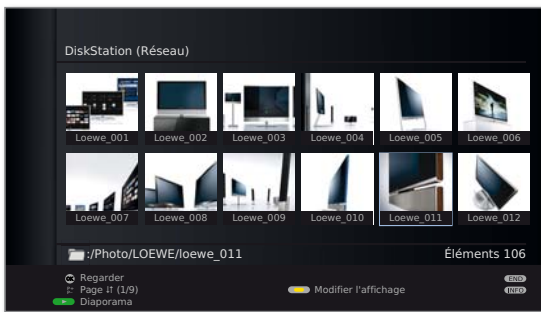 DiskStation (Réseau)
Loewe_001 Loewe_002 Loewe_003 Loewe_004 Loewe_005 Loewe_006
Loewe_007 Loewe_008 Loewe_009 Loewe_010 Loewe_011 Loewe_012
:/Photo/LOEWE/loewe_011 Éléments 106
OK Regarder END
P+ P- Page ↓↑ (1/9) Modifier l'affichage INFO
Diaporama